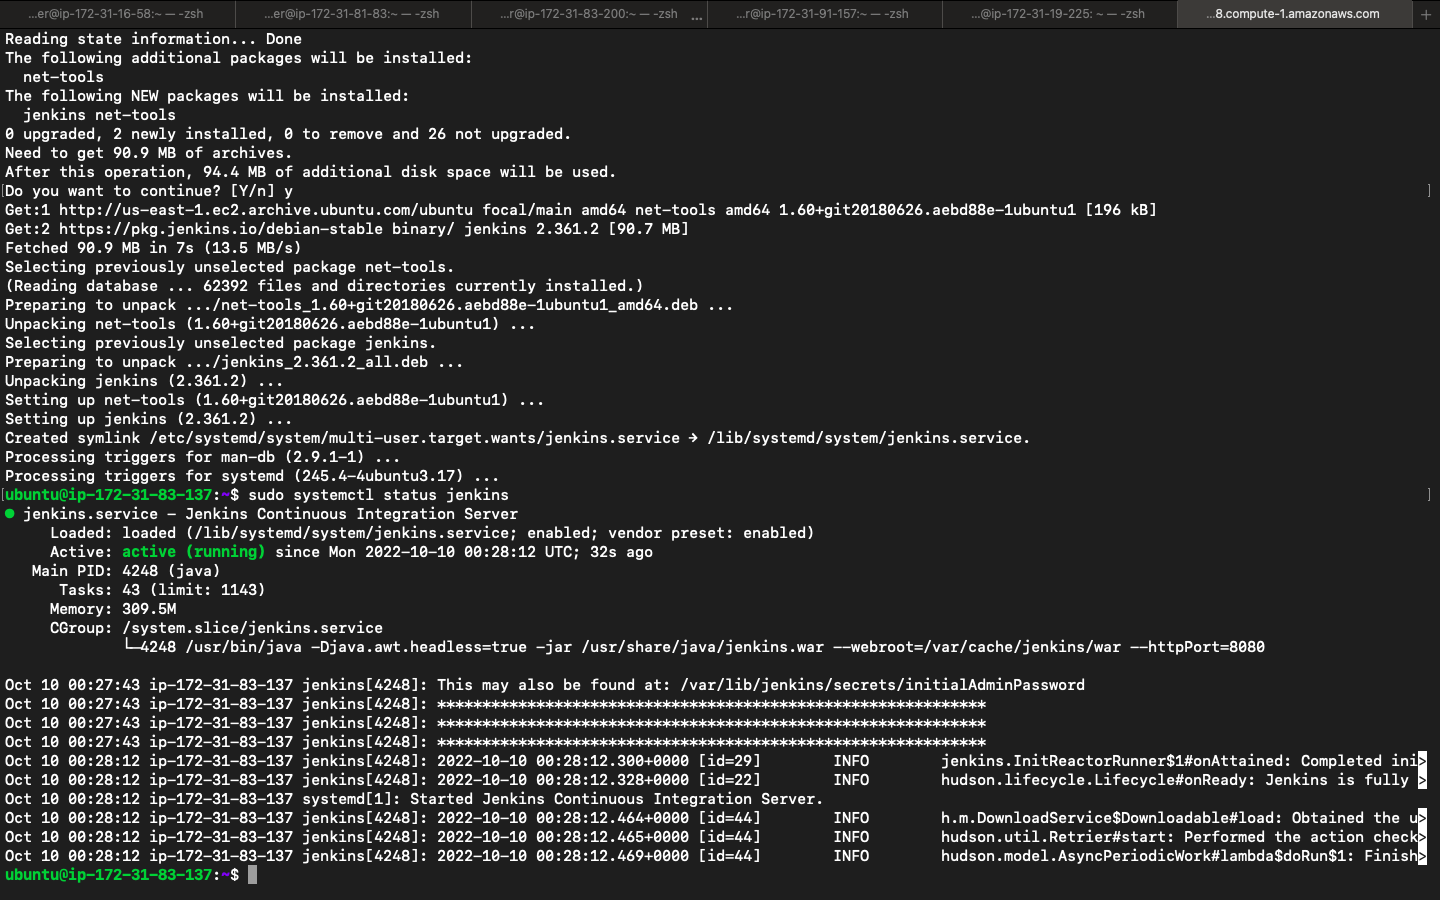 ...er@ip-172-31-16-58:~ — -zsh
...er@ip-172-31-81-83:~ — -zsh
...r@ip-172-31-83-200:~ — -zsh ...
...r@ip-172-31-91-157:~ — -zsh
...@ip-172-31-19-225: ~ — -zsh
...8.compute-1.amazonaws.com +
Reading state information... Done
The following additional packages will be installed:
  net-tools
The following NEW packages will be installed:
  jenkins net-tools
0 upgraded, 2 newly installed, 0 to remove and 26 not upgraded.
Need to get 90.9 MB of archives.
After this operation, 94.4 MB of additional disk space will be used.
[Do you want to continue? [Y/n] y ]
Get:1 http://us-east-1.ec2.archive.ubuntu.com/ubuntu focal/main amd64 net-tools amd64 1.60+git20180626.aebd88e-1ubuntu1 [196 kB]
Get:2 https://pkg.jenkins.io/debian-stable binary/ jenkins 2.361.2 [90.7 MB]
Fetched 90.9 MB in 7s (13.5 MB/s)
Selecting previously unselected package net-tools.
(Reading database ... 62392 files and directories currently installed.)
Preparing to unpack .../net-tools_1.60+git20180626.aebd88e-1ubuntu1_amd64.deb ...
Unpacking net-tools (1.60+git20180626.aebd88e-1ubuntu1) ...
Selecting previously unselected package jenkins.
Preparing to unpack .../jenkins_2.361.2_all.deb ...
Unpacking jenkins (2.361.2) ...
Setting up net-tools (1.60+git20180626.aebd88e-1ubuntu1) ...
Setting up jenkins (2.361.2) ...
Created symlink /etc/systemd/system/multi-user.target.wants/jenkins.service → /lib/systemd/system/jenkins.service.
Processing triggers for man-db (2.9.1-1) ...
Processing triggers for systemd (245.4-4ubuntu3.17) ...
[ubuntu@ip-172-31-83-137:~$ sudo systemctl status jenkins ]
● jenkins.service - Jenkins Continuous Integration Server
     Loaded: loaded (/lib/systemd/system/jenkins.service; enabled; vendor preset: enabled)
     Active: active (running) since Mon 2022-10-10 00:28:12 UTC; 32s ago
   Main PID: 4248 (java)
      Tasks: 43 (limit: 1143)
     Memory: 309.5M
     CGroup: /system.slice/jenkins.service
             └─4248 /usr/bin/java -Djava.awt.headless=true -jar /usr/share/java/jenkins.war --webroot=/var/cache/jenkins/war --httpPort=8080
Oct 10 00:27:43 ip-172-31-83-137 jenkins[4248]: This may also be found at: /var/lib/jenkins/secrets/initialAdminPassword
Oct 10 00:27:43 ip-172-31-83-137 jenkins[4248]: *************************************************************
Oct 10 00:27:43 ip-172-31-83-137 jenkins[4248]: *************************************************************
Oct 10 00:27:43 ip-172-31-83-137 jenkins[4248]: *************************************************************
Oct 10 00:28:12 ip-172-31-83-137 jenkins[4248]: 2022-10-10 00:28:12.300+0000 [id=29]        INFO        jenkins.InitReactorRunner$1#onAttained: Completed ini>
Oct 10 00:28:12 ip-172-31-83-137 jenkins[4248]: 2022-10-10 00:28:12.328+0000 [id=22]        INFO        hudson.lifecycle.Lifecycle#onReady: Jenkins is fully >
Oct 10 00:28:12 ip-172-31-83-137 systemd[1]: Started Jenkins Continuous Integration Server.
Oct 10 00:28:12 ip-172-31-83-137 jenkins[4248]: 2022-10-10 00:28:12.464+0000 [id=44]        INFO        h.m.DownloadService$Downloadable#load: Obtained the u>
Oct 10 00:28:12 ip-172-31-83-137 jenkins[4248]: 2022-10-10 00:28:12.465+0000 [id=44]        INFO        hudson.util.Retrier#start: Performed the action check>
Oct 10 00:28:12 ip-172-31-83-137 jenkins[4248]: 2022-10-10 00:28:12.469+0000 [id=44]        INFO        hudson.model.AsyncPeriodicWork#lambda$doRun$1: Finish>
ubuntu@ip-172-31-83-137:~$